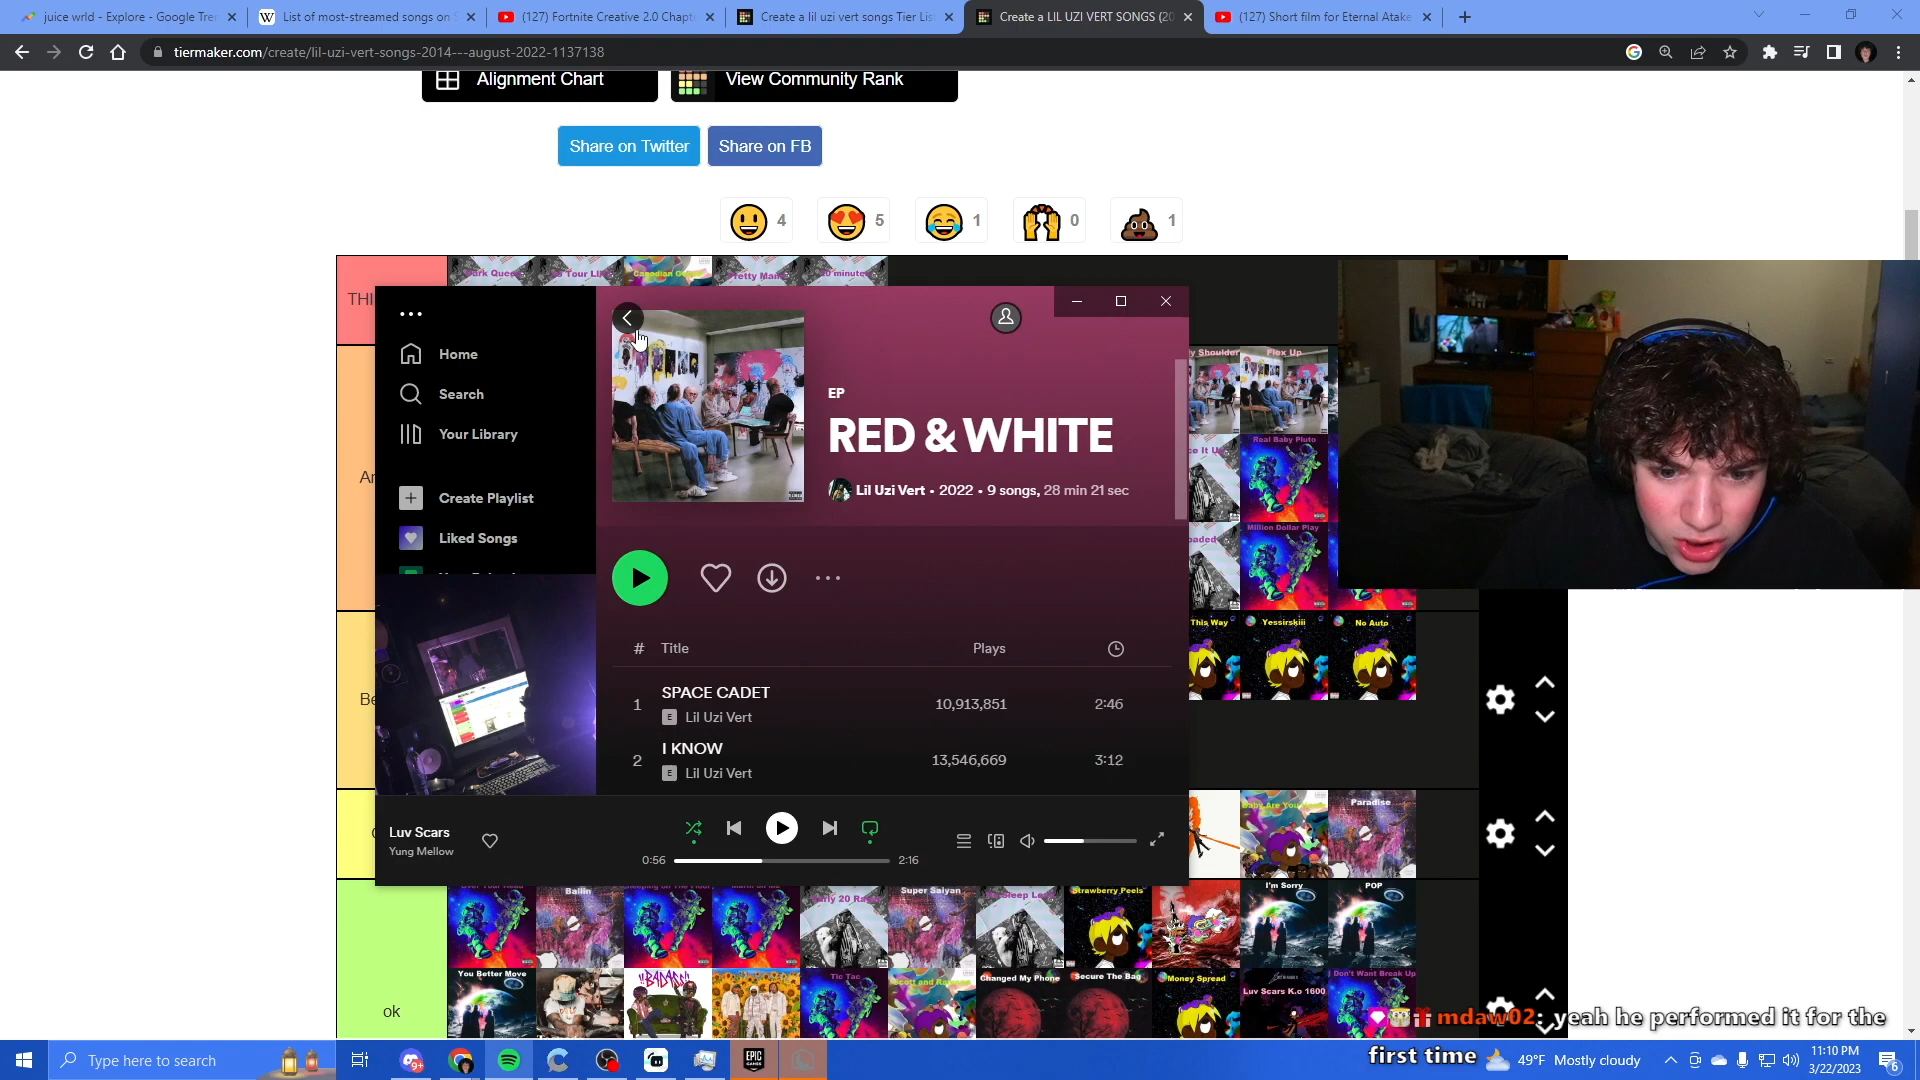 juice wrld - Explore - Google Tre
List of most-streamed songs on S
(127) Fortnite Creative 2.0 Chapt
Create a lil uzi vert songs Tier Lis
Create a LIL UZI VERT SONGS (20
(127) Short film for Eternal Atake
tiermaker.com/create/lil-uzi-vert-songs-2014---august-2022-1137138
Alignment Chart
View Community Rank
Share on Twitter
Share on FB
4
5
1
0
1
THI
Home
Search
Your Library
Create Playlist
Liked Songs
EP
RED & WHITE
Lil Uzi Vert • 2022 • 9 songs, 28 min 21 sec
# Title Plays
1 SPACE CADET 10,913,851 2:46
E Lil Uzi Vert
2 I KNOW 13,546,669 3:12
E Lil Uzi Vert
Luv Scars
Yung Mellow
0:56
2:16
Flex Up
Real Baby Pluto
Million Dollar Play
This Way
Yessirskiii
No Auto
Paradise
Ballin
Super Saiyan
Strawberry Peels
I'm Sorry
POP
ok
You Better Move
Tic Tac
Changed My Phone
Secure The Bag
Money Spread
Luv Scars K.o 1600
I Don't Want Break Up
mdaw02: yeah he performed it for the
first time
Type here to search
49°F Mostly cloudy
11:10 PM
3/22/2023
6